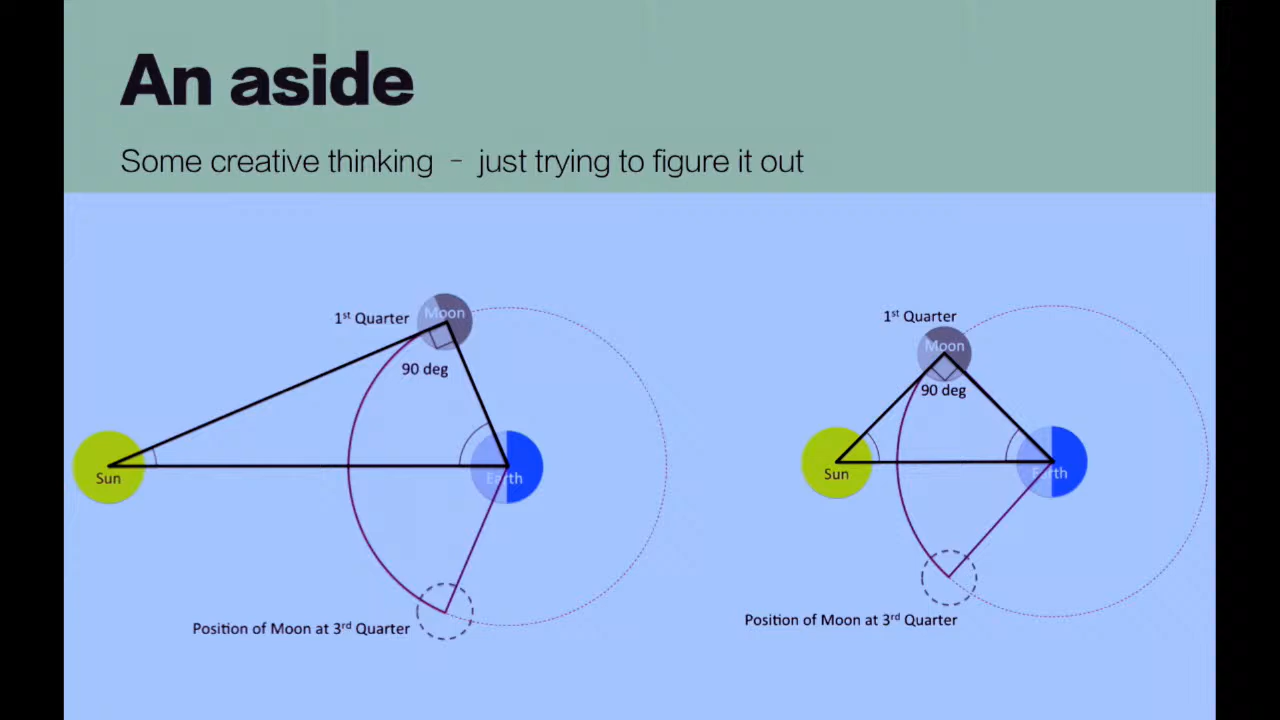 An aside
Some creative thinking – just trying to figure it out
1st Quarter
Moon
90 deg
Sun
Earth
Position of Moon at 3rd Quarter
1st Quarter
Moon
90 deg
Sun
Earth
Position of Moon at 3rd Quarter